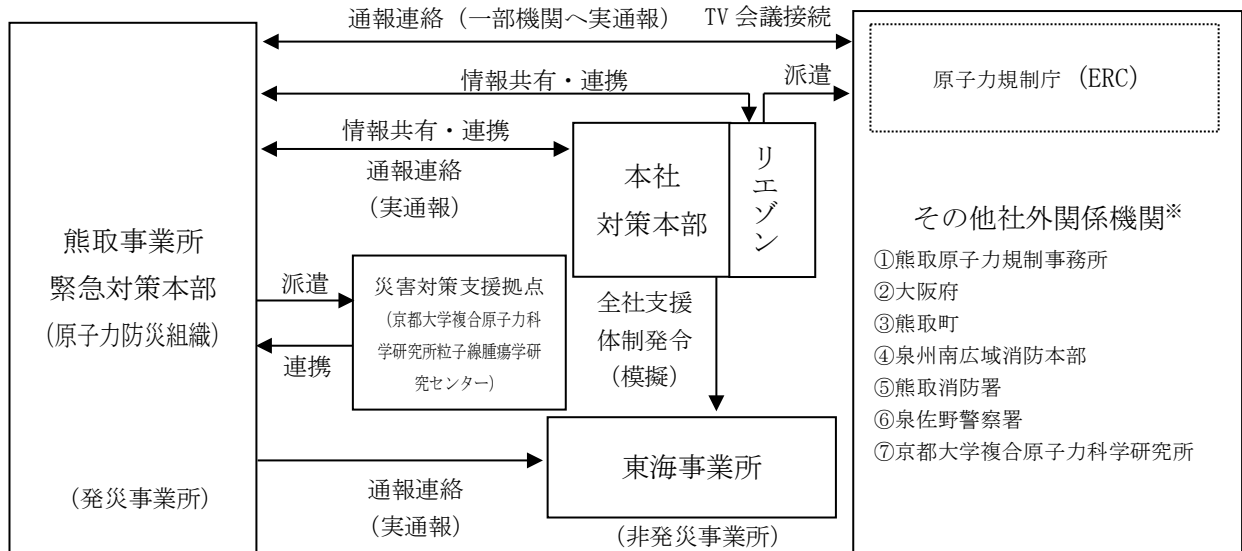 通報連絡（一部機関へ実通報） TV 会議接続
情報共有・連携
派遣
情報共有・連携
通報連絡
(実通報)
熊取事業所
緊急対策本部
(原子力防災組織)
(発災事業所)
派遣
連携
災害対策支援拠点
(京都大学複合原子力科
学研究所粒子線腫瘍学研
究センター)
本社
対策本部
リエゾン
全社支援
体制発令
(模擬)
通報連絡
(実通報)
東海事業所
(非発災事業所)
原子力規制庁 (ERC)
その他社外関係機関※
①熊取原子力規制事務所
②大阪府
③熊取町
④泉州南広域消防本部
⑤熊取消防署
⑥泉佐野警察署
⑦京都大学複合原子力科学研究所